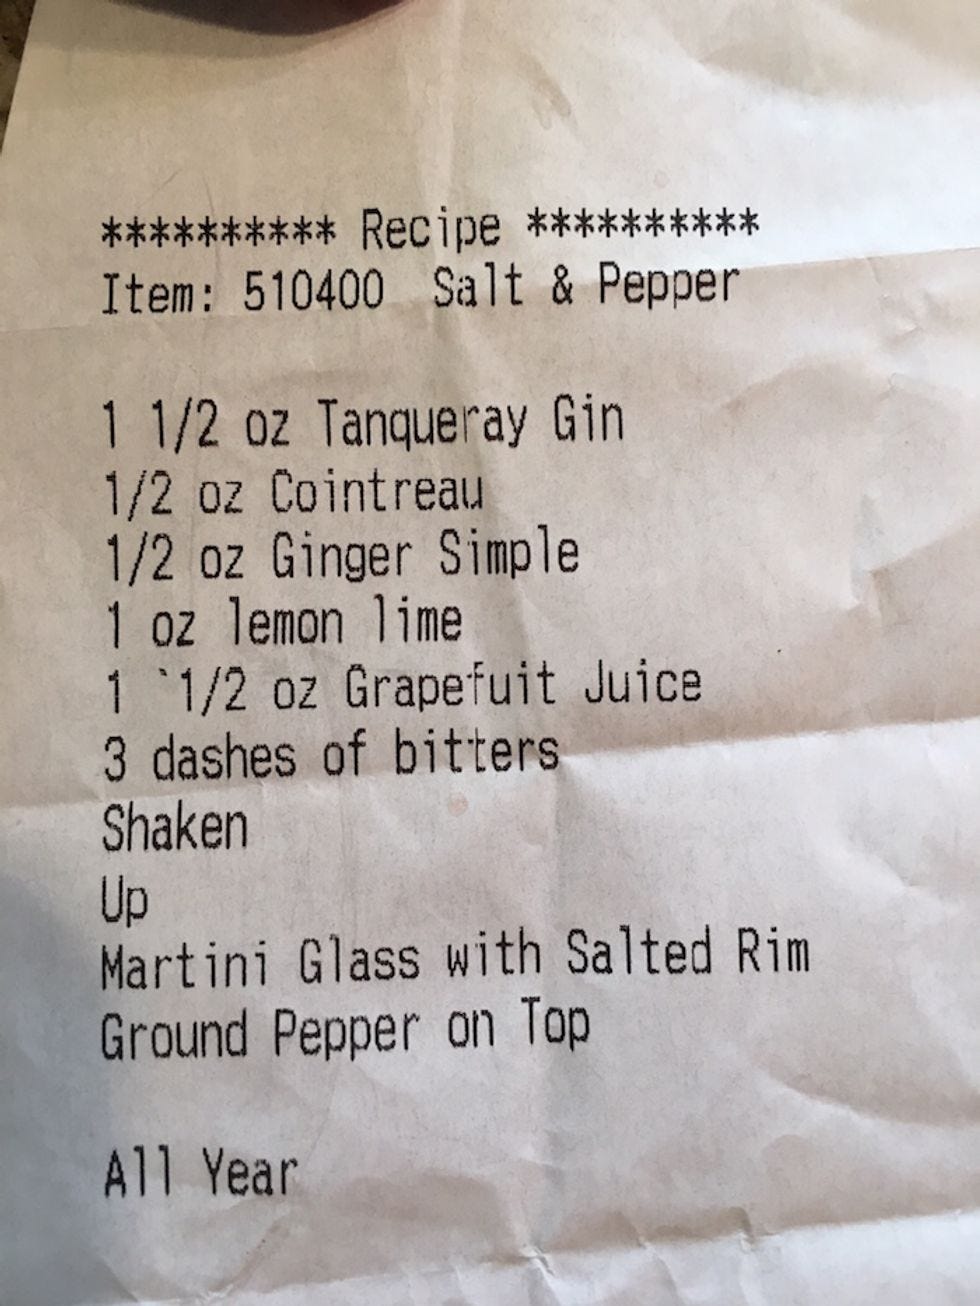 ********** Recipe **********
Item: 510400 Salt & Pepper
1 1/2 oz Tanqueray Gin
1/2 oz Cointreau
1/2 oz Ginger Simple
1 oz lemon lime
1 `1/2 oz Grapefuit Juice
3 dashes of bitters
Shaken
Up
Martini Glass with Salted Rim
Ground Pepper on Top
All Year